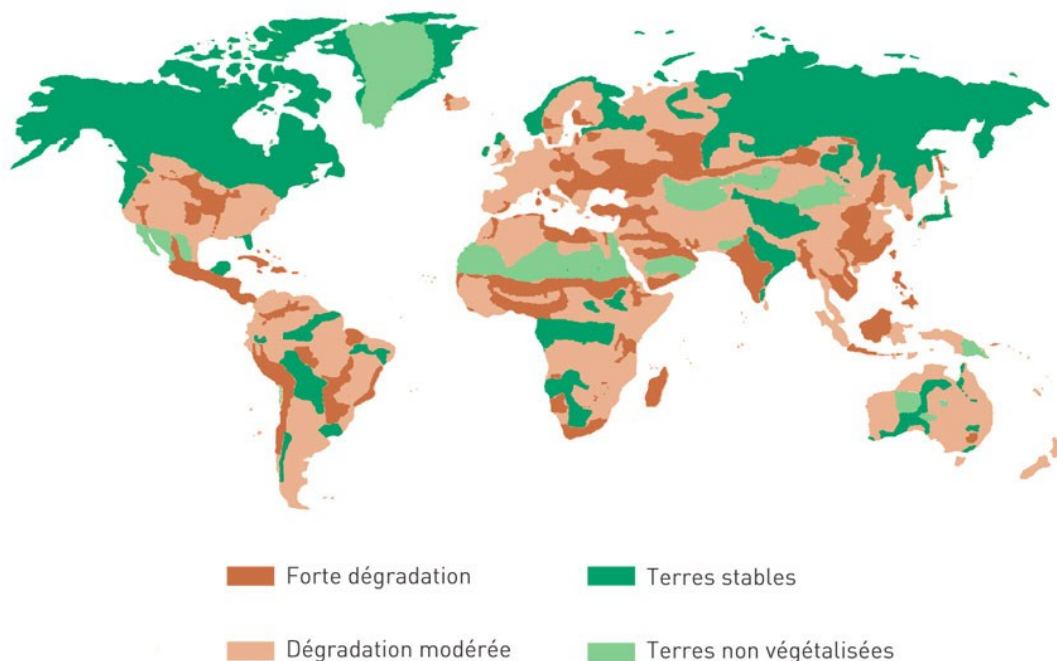 Forte dégradation
Terres stables
Dégradation modérée
Terres non végétalisées